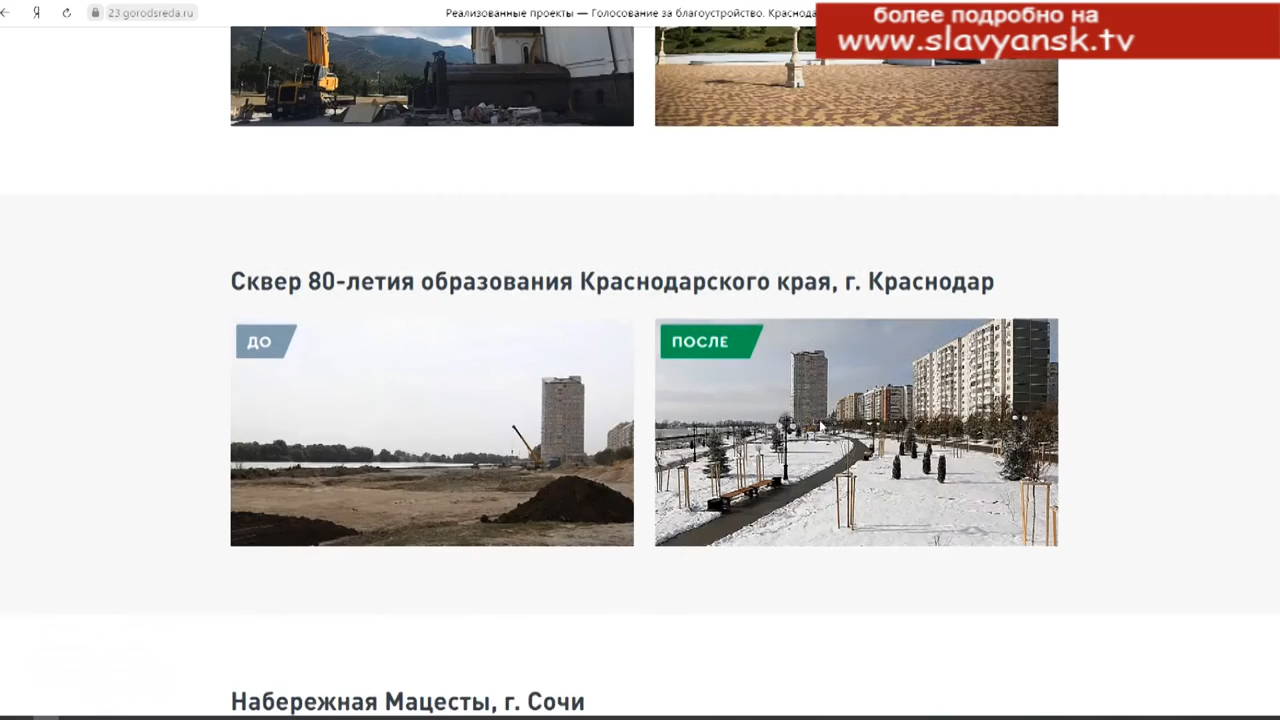 23.gorodsreda.ru
Реализованные проекты — Голосование за благоустройство. Краснода
более подробно на
www.slavyansk.tv
Сквер 80-летия образования Краснодарского края, г. Краснодар
ДО
ПОСЛЕ
Набережная Мацесты, г. Сочи